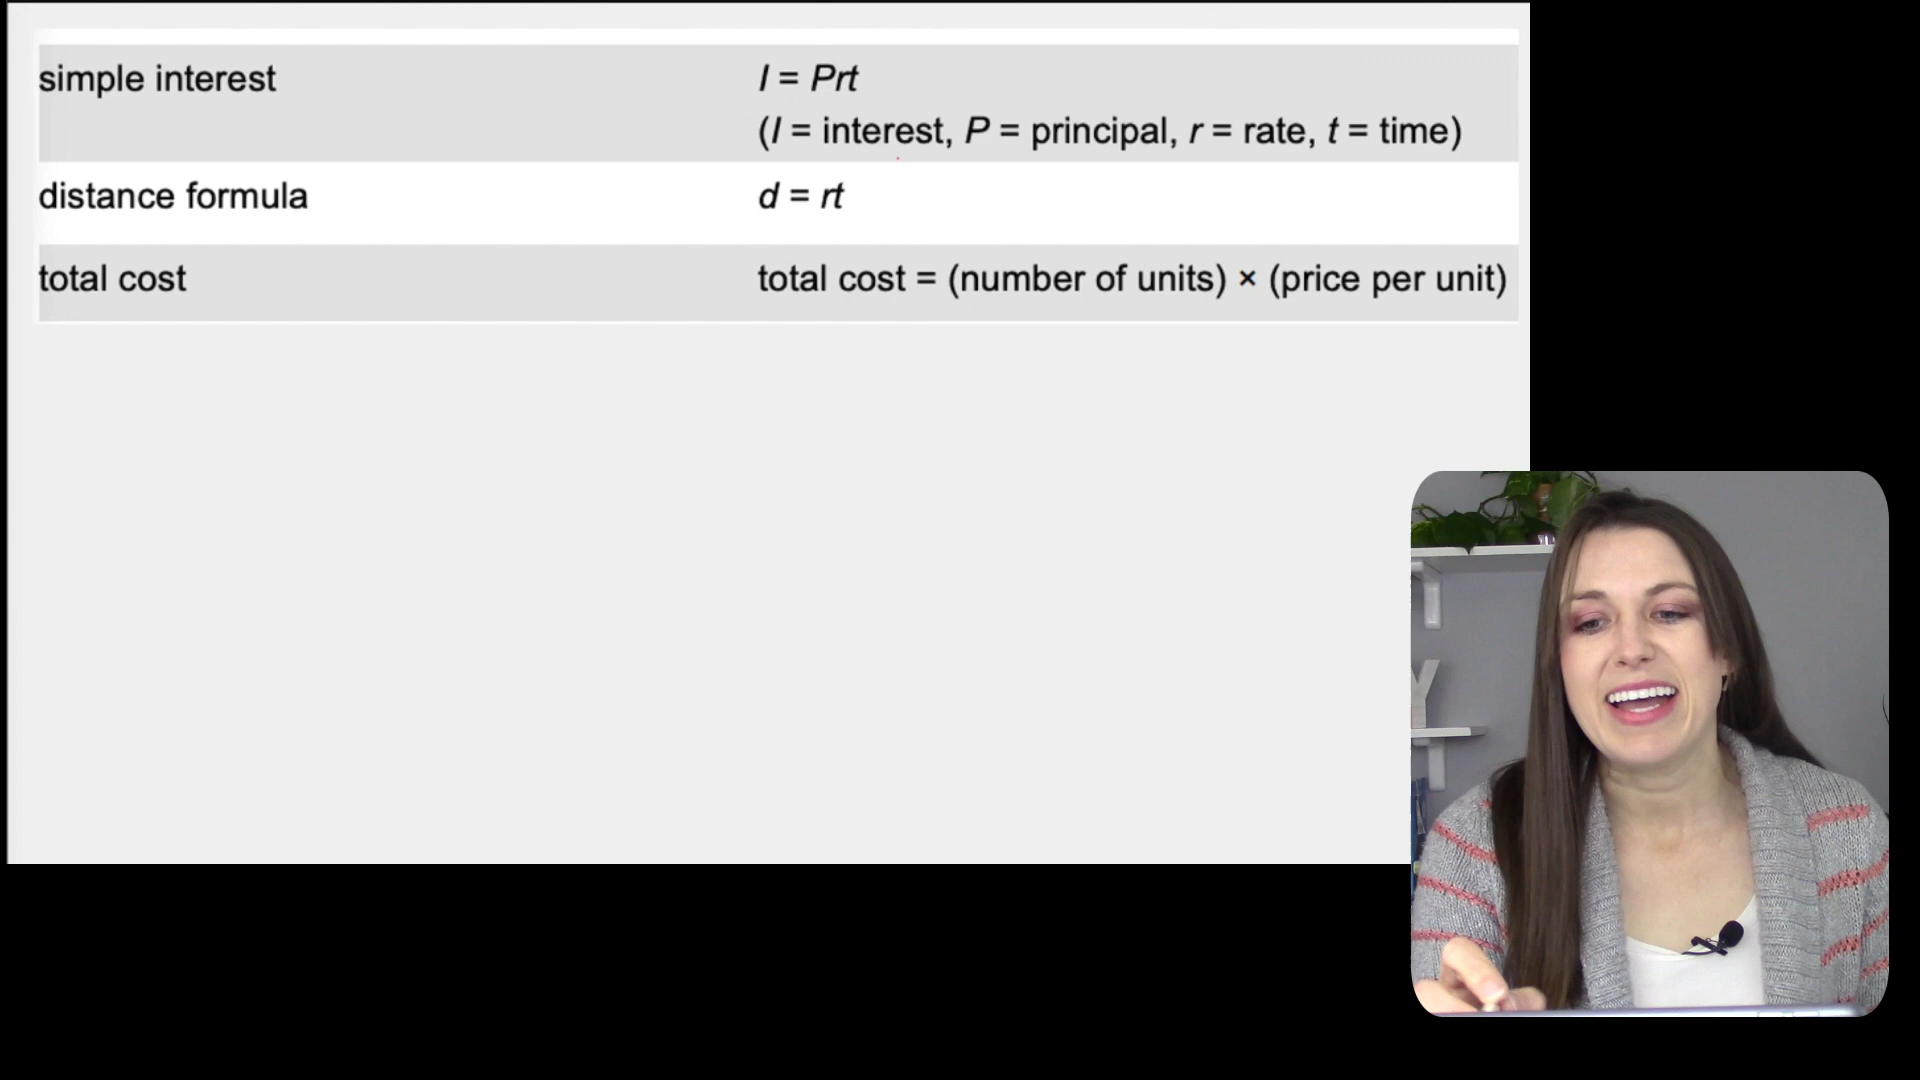 simple interest
I = Prt
(I = interest, P = principal, r = rate, t = time)
distance formula
d = rt
total cost
total cost = (number of units) × (price per unit)
Y